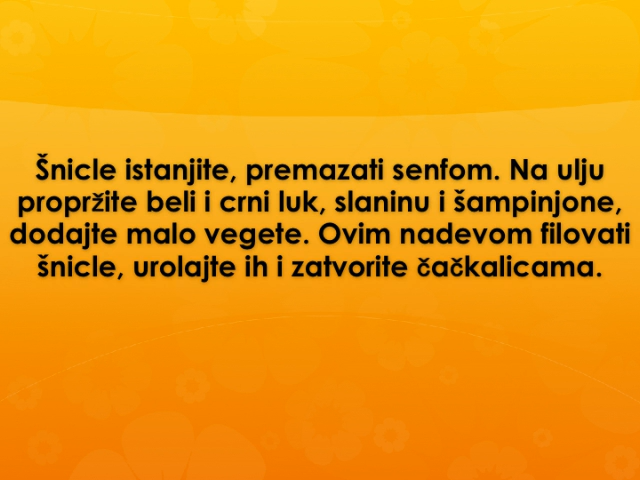 Šnicle istanjite, premazati senfom. Na ulju
propržite beli i crni luk, slaninu i šampinjone,
dodajte malo vegete. Ovim nadevom filovati
šnicle, urolajte ih i zatvorite čačkalicama.